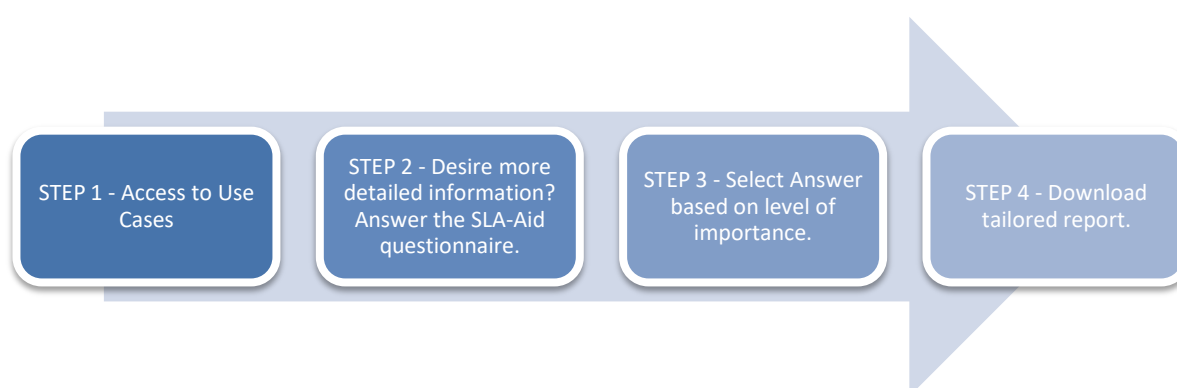 STEP 1 - Access to Use
Cases
STEP 2 - Desire more
detailed information?
Answer the SLA-Aid
questionnaire.
STEP 3 - Select Answer
based on level of
importance.
STEP 4 - Download
tailored report.